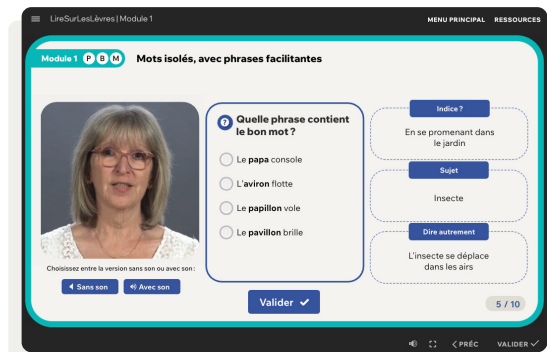 LireSurLesLèvres | Module 1
MENU PRINCIPAL RESSOURCES
Module 1 P B M
Mots isolés, avec phrases facilitantes
Choisissez entre la version sans son ou avec son :
Sans son
Avec son
? Quelle phrase contient
le bon mot ?
Le papa console
L'aviron flotte
Le papillon vole
Le pavillon brille
Valider
Indice ?
En se promenant dans
le jardin
Sujet
Insecte
Dire autrement
L'insecte se déplace
dans les airs
5 / 10
PRÉC
VALIDER